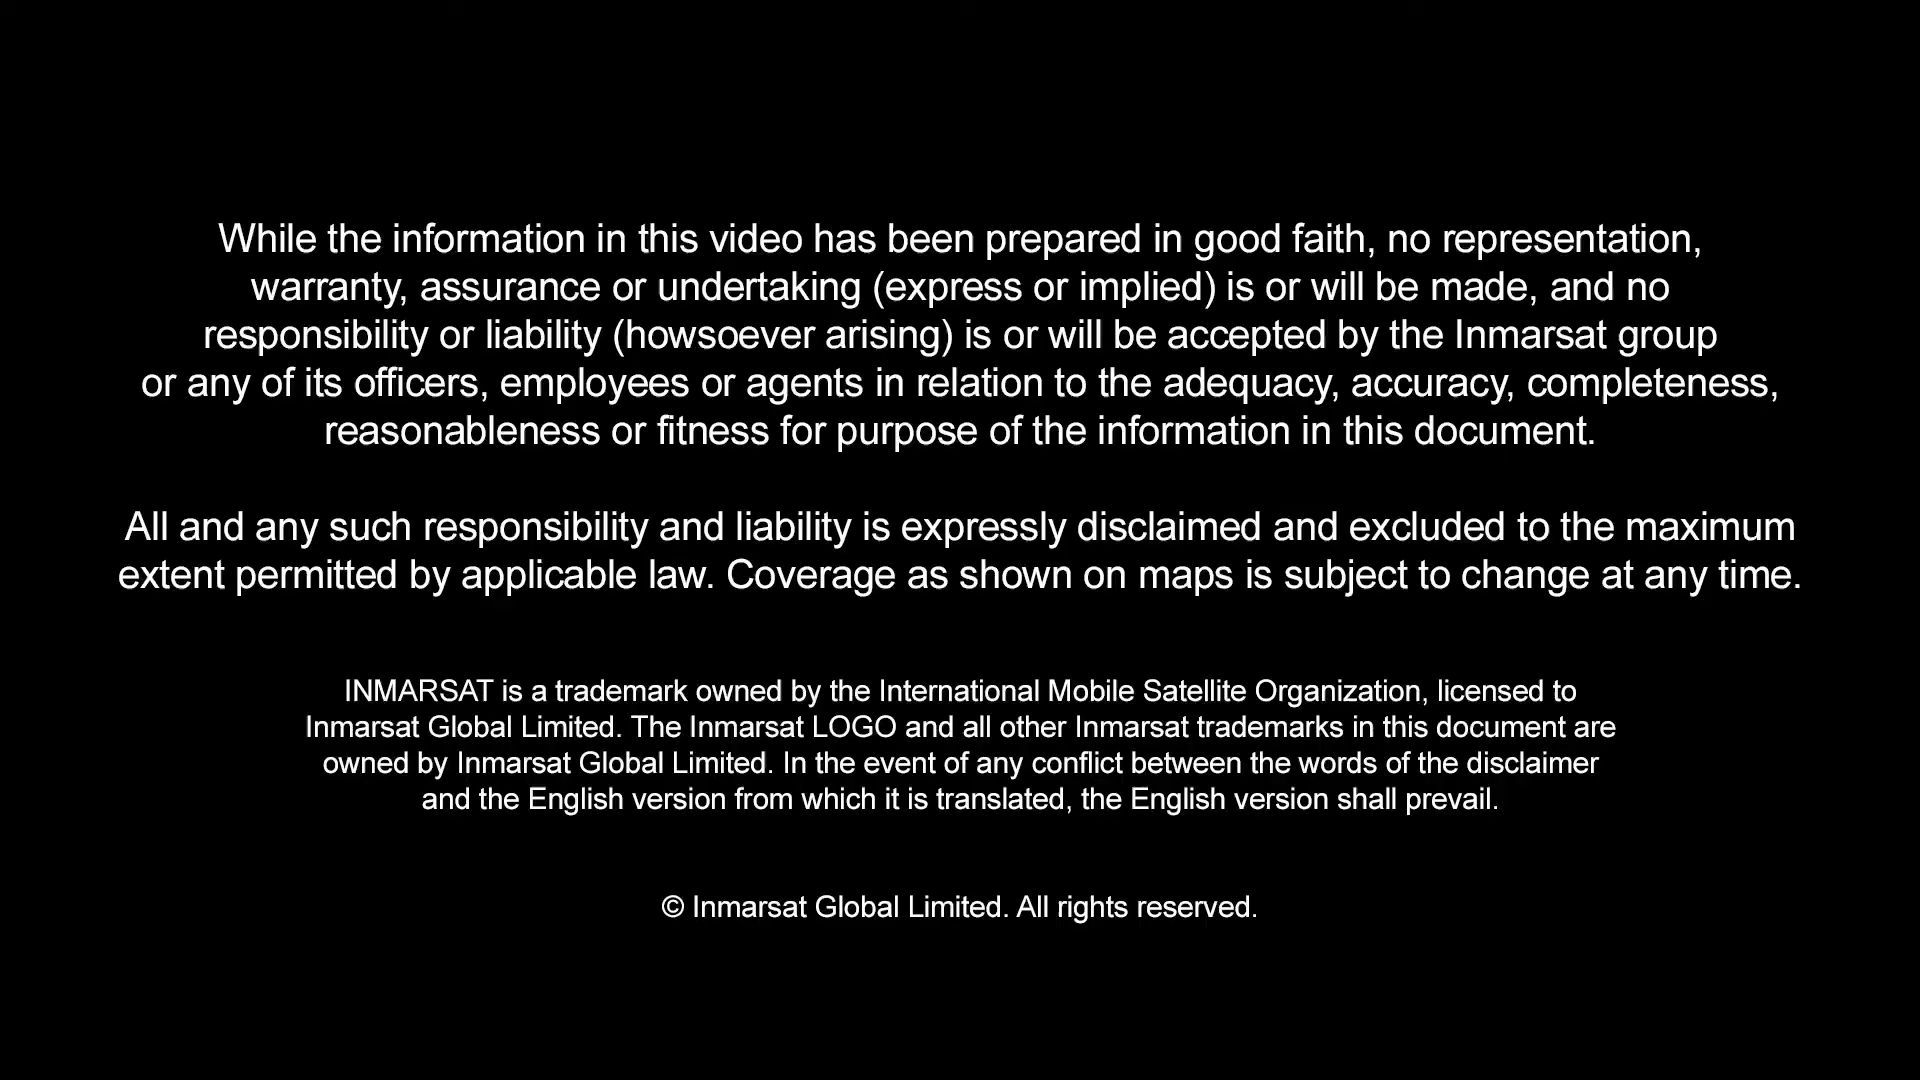 While the information in this video has been prepared in good faith, no representation,
warranty, assurance or undertaking (express or implied) is or will be made, and no
responsibility or liability (howsoever arising) is or will be accepted by the Inmarsat group
or any of its officers, employees or agents in relation to the adequacy, accuracy, completeness,
reasonableness or fitness for purpose of the information in this document.
All and any such responsibility and liability is expressly disclaimed and excluded to the maximum
extent permitted by applicable law. Coverage as shown on maps is subject to change at any time.
INMARSAT is a trademark owned by the International Mobile Satellite Organization, licensed to
Inmarsat Global Limited. The Inmarsat LOGO and all other Inmarsat trademarks in this document are
owned by Inmarsat Global Limited. In the event of any conflict between the words of the disclaimer
and the English version from which it is translated, the English version shall prevail.
© Inmarsat Global Limited. All rights reserved.